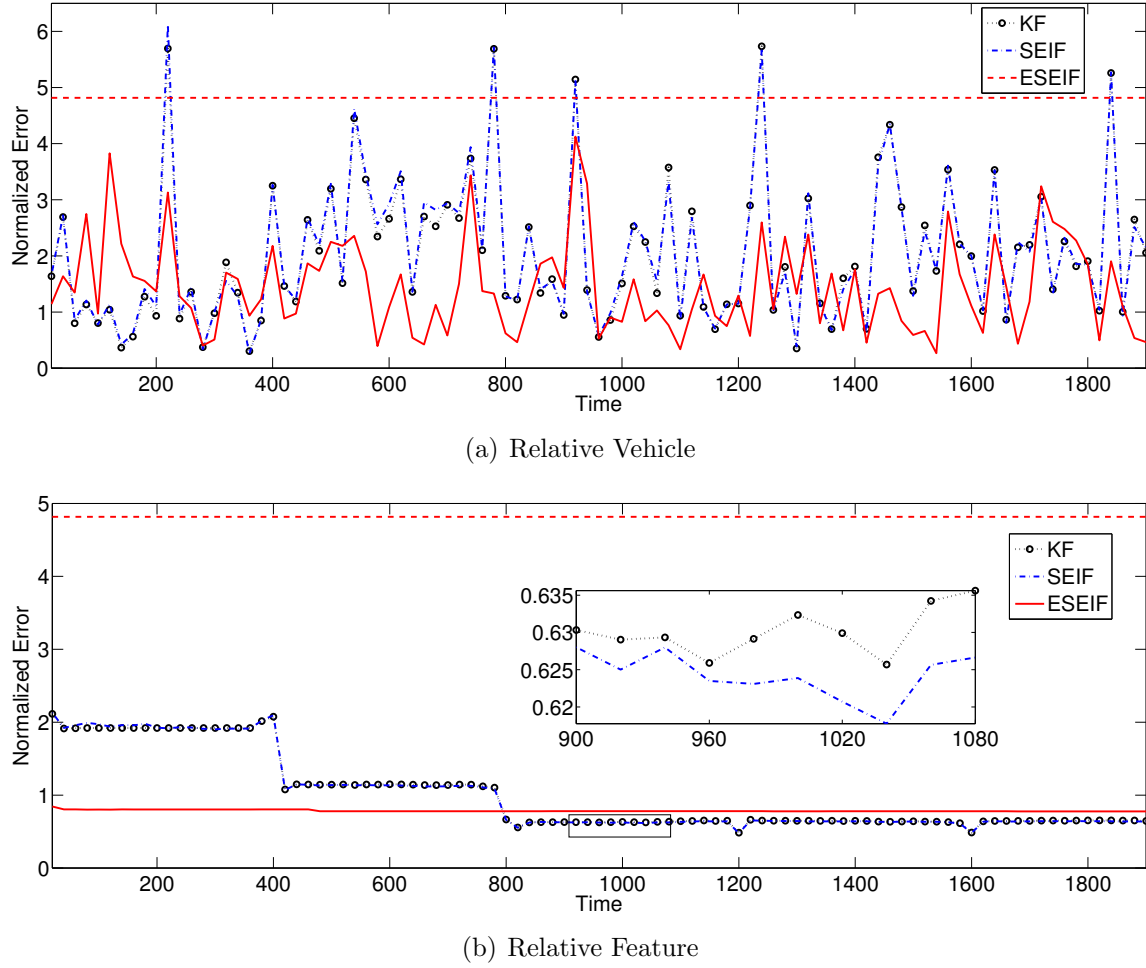 6
5
4
3
2
1
0
Normalized Error
KF
SEIF
ESEIF
200 400 600 800 1000 1200 1400 1600 1800
Time
(a) Relative Vehicle
5
4
3
2
1
0
Normalized Error
KF
SEIF
ESEIF
0.635
0.63
0.625
0.62
900 960 1020 1080
200 400 600 800 1000 1200 1400 1600 1800
Time
(b) Relative Feature